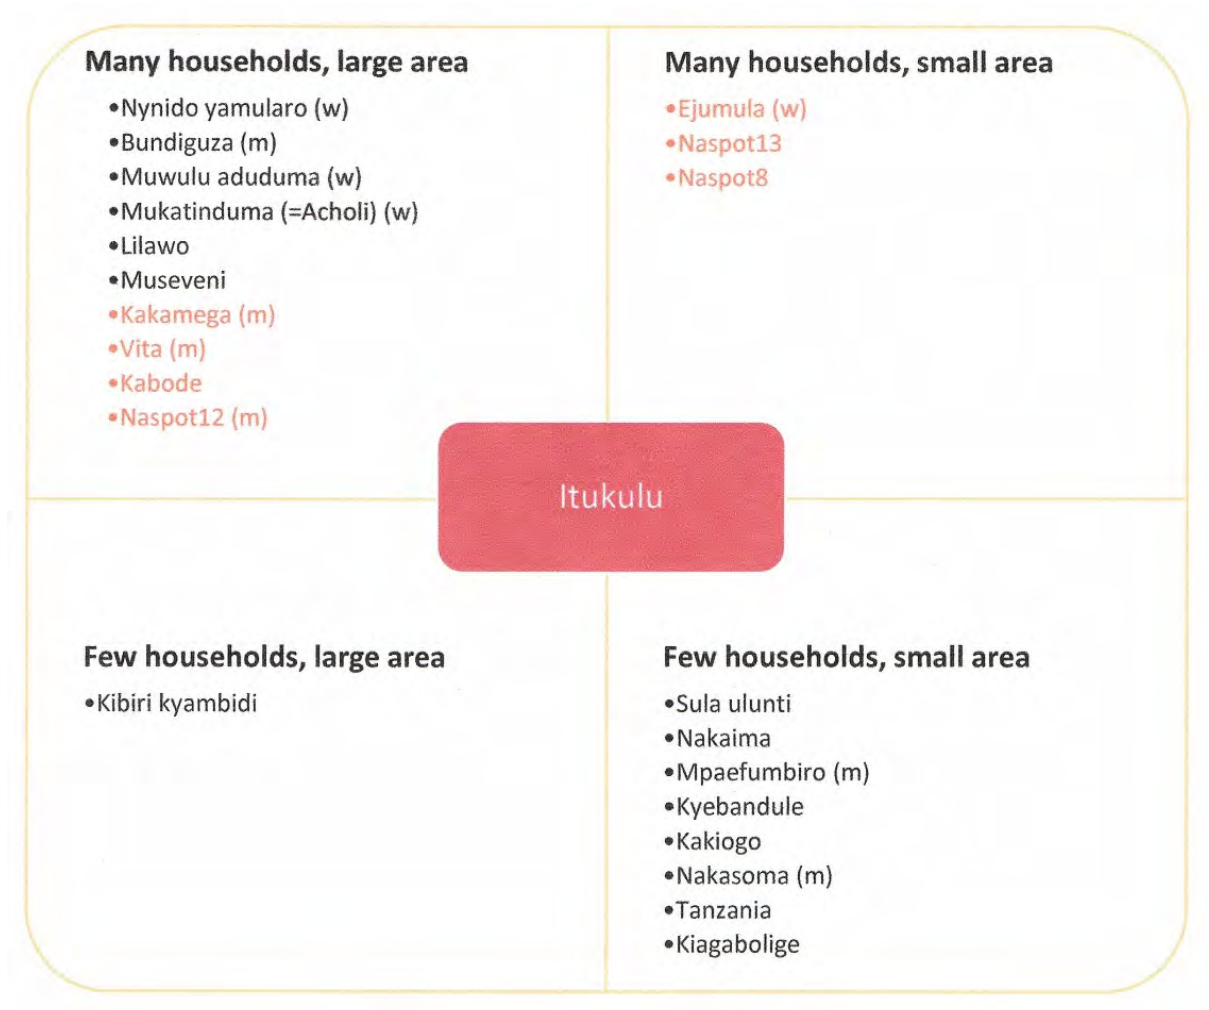 Many households, large area
•Nynido yamularo (w)
•Bundiguza (m)
•Muwulu aduduma (w)
•Mukatinduma (=Acholi) (w)
•Lilawo
•Museveni
•Kakamega (m)
•Vita (m)
•Kabode
•Naspot12 (m)
Many households, small area
•Ejumula (w)
•Naspot13
•Naspot8
Itukulu
Few households, large area
•Kibiri kyambidi
Few households, small area
•Sula ulunti
•Nakaima
•Mpaefumbiro (m)
•Kyebandule
•Kakiogo
•Nakasoma (m)
•Tanzania
•Kiagabolige